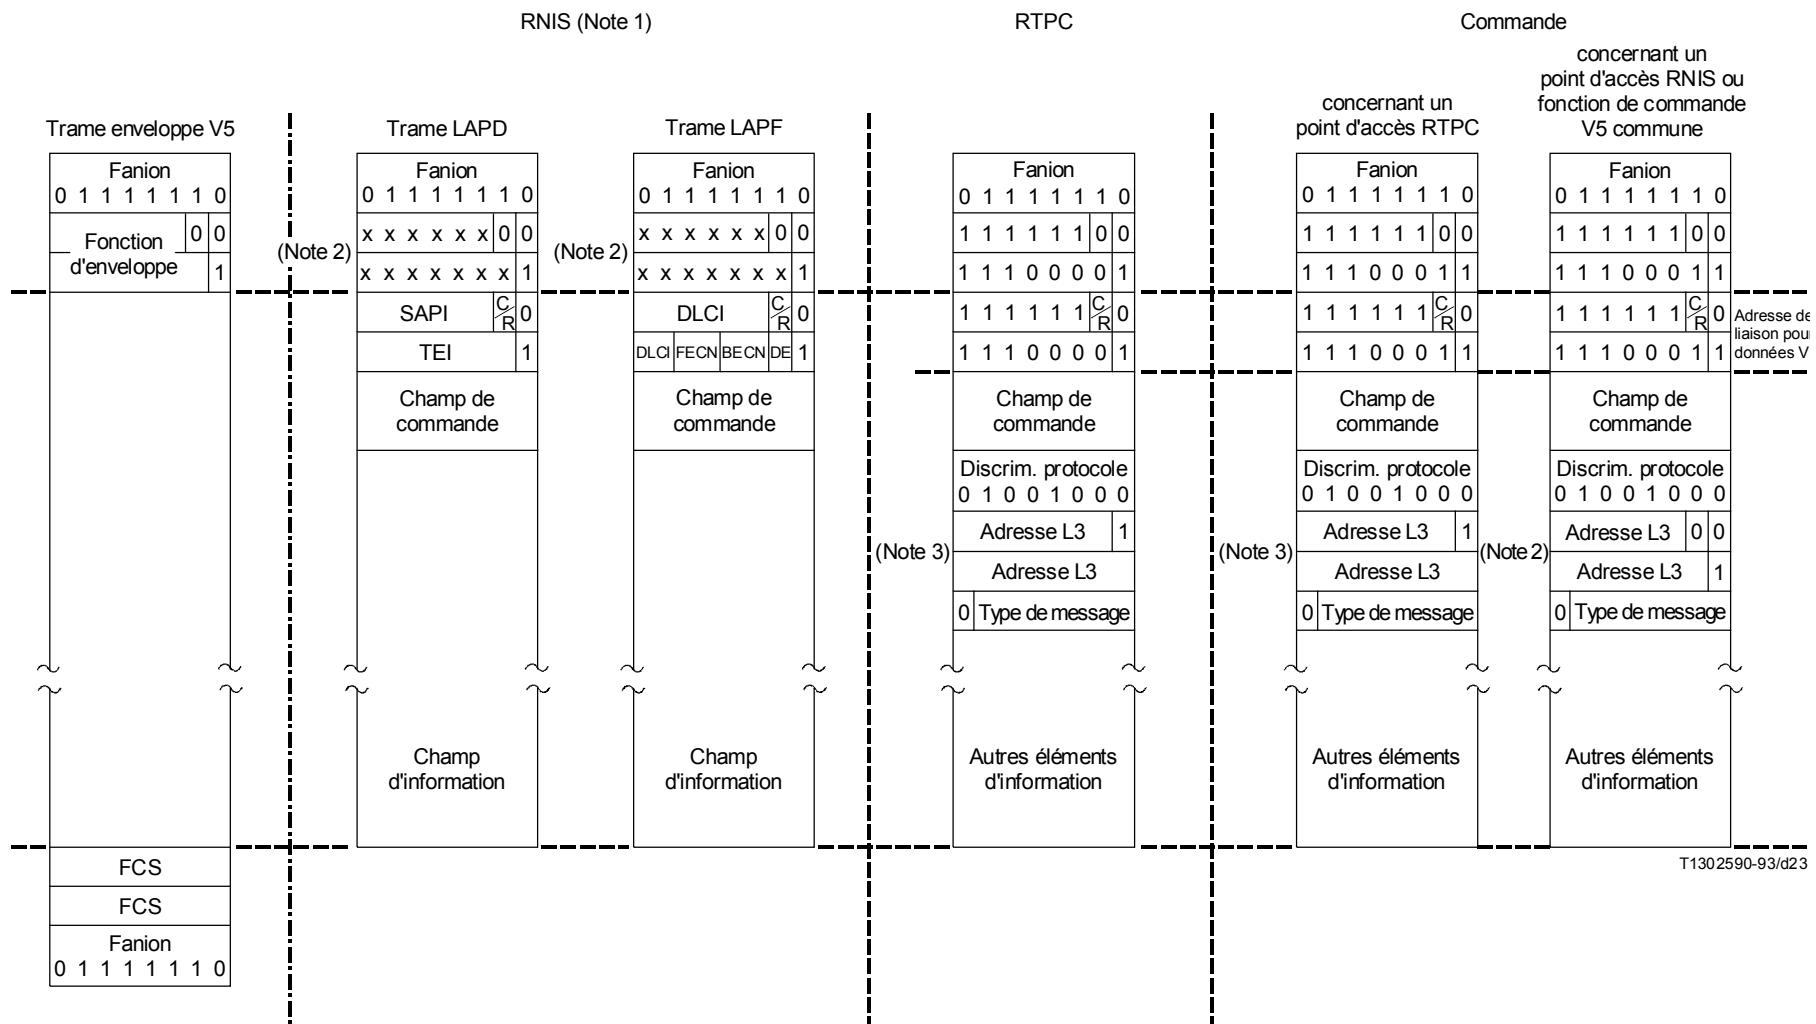 RNIS (Note 1)
RTPC
Commande
Trame enveloppe V5
Fanion
0 1 1 1 1 1 1 0
Fonction
d'enveloppe
0 0
1
FCS
FCS
Fanion
0 1 1 1 1 1 1 0
Trame LAPD
Fanion
0 1 1 1 1 1 1 0
(Note 2)
x x x x x x 0 0
x x x x x x x 1
SAPI C/R 0
TEI 1
Champ de
commande
Champ
d'information
Trame LAPF
Fanion
0 1 1 1 1 1 1 0
(Note 2)
x x x x x x 0 0
x x x x x x x 1
DLCI C/R 0
DLCI FECN BECN DE 1
Champ de
commande
Champ
d'information
Fanion
0 1 1 1 1 1 1 0
1 1 1 1 1 1 0 0
1 1 1 0 0 0 0 1
1 1 1 1 1 1 C/R 0
1 1 1 0 0 0 0 1
Champ de
commande
Discrim. protocole
0 1 0 0 1 0 0 0
(Note 3)
Adresse L3 1
Adresse L3
0 Type de message
Autres éléments
d'information
concernant un
point d'accès RTPC
Fanion
0 1 1 1 1 1 1 0
1 1 1 1 1 1 0 0
1 1 1 0 0 0 1 1
1 1 1 1 1 1 C/R 0
1 1 1 0 0 0 1 1
Champ de
commande
Discrim. protocole
0 1 0 0 1 0 0 0
(Note 3)
Adresse L3 1
Adresse L3
0 Type de message
Autres éléments
d'information
concernant un
point d'accès RNIS ou
fonction de commande
V5 commune
Fanion
0 1 1 1 1 1 1 0
1 1 1 1 1 1 0 0
1 1 1 0 0 0 1 1
1 1 1 1 1 1 C/R 0
1 1 1 0 0 0 1 1
Adresse de
liaison pour
données V
Champ de
commande
Discrim. protocole
0 1 0 0 1 0 0 0
(Note 2)
Adresse L3 0 0
Adresse L3 1
0 Type de message
Autres éléments
d'information
T1302590-93/d23